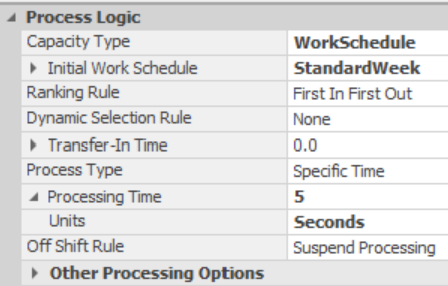 Process Logic
Capacity Type WorkSchedule
Initial Work Schedule StandardWeek
Ranking Rule First In First Out
Dynamic Selection Rule None
Transfer-In Time 0.0
Process Type Specific Time
Processing Time 5
Units Seconds
Off Shift Rule Suspend Processing
Other Processing Options